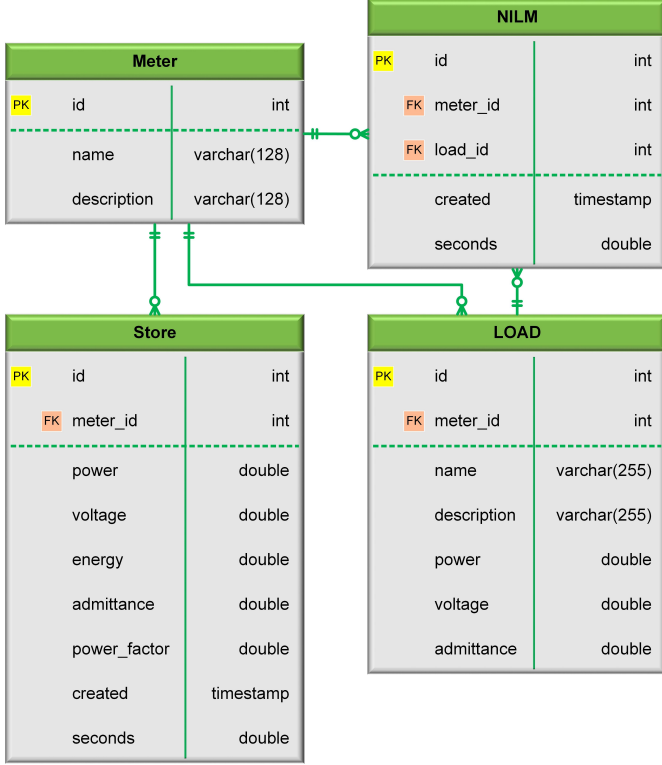 Meter
PK id int
name varchar(128)
description varchar(128)
NILM
PK id int
FK meter_id int
FK load_id int
created timestamp
seconds double
Store
PK id int
FK meter_id int
power double
voltage double
energy double
admittance double
power_factor double
created timestamp
seconds double
LOAD
PK id int
FK meter_id int
name varchar(255)
description varchar(255)
power double
voltage double
admittance double